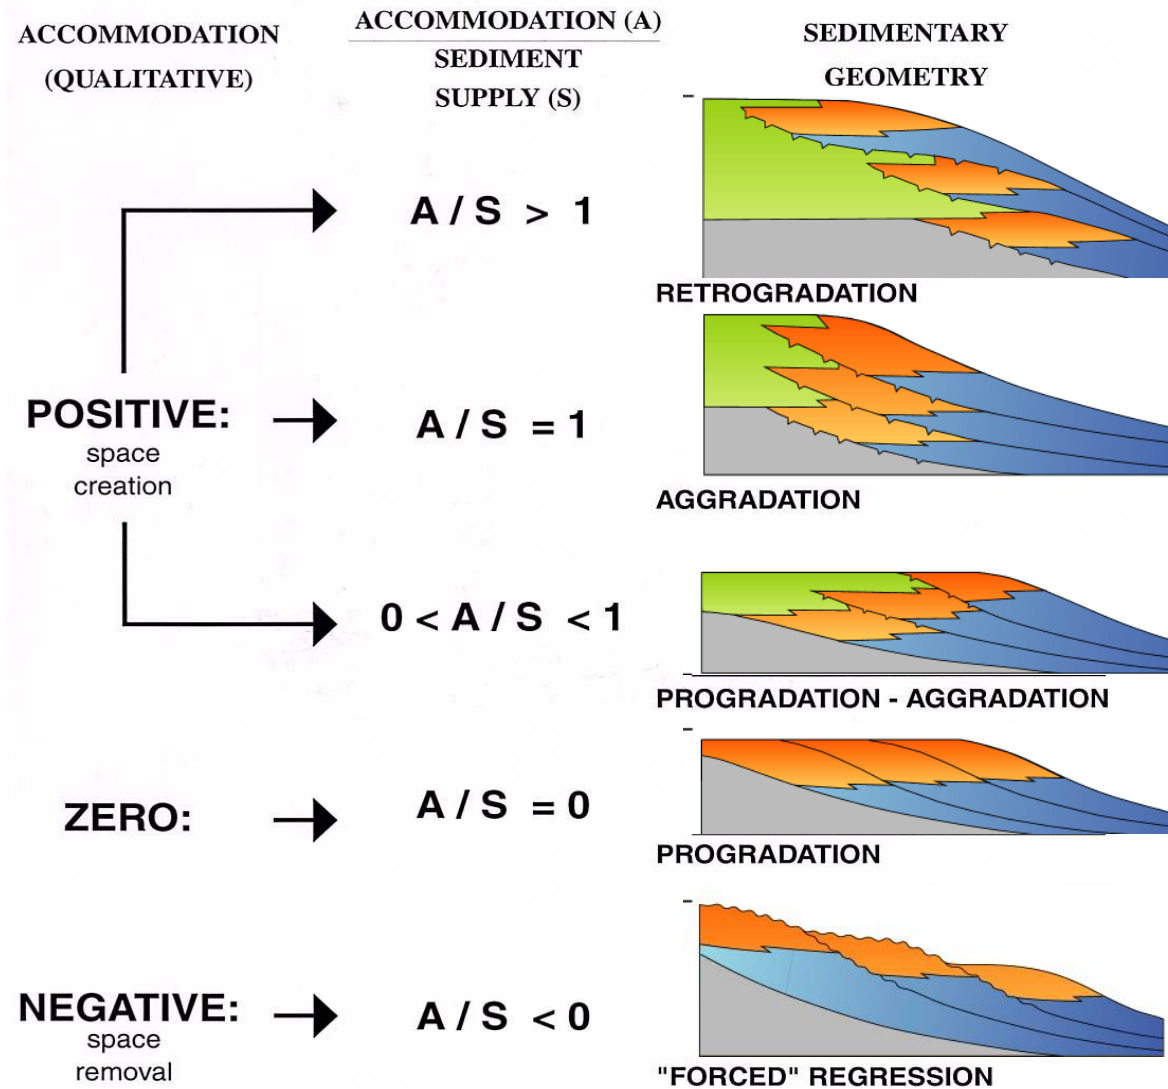 ACCOMMODATION
(QUALITATIVE)
ACCOMMODATION (A)
SEDIMENT
SUPPLY (S)
SEDIMENTARY
GEOMETRY
A / S > 1
RETROGRADATION
POSITIVE:
space
creation
A / S = 1
AGGRADATION
0 < A / S < 1
PROGRADATION - AGGRADATION
ZERO:
A / S = 0
PROGRADATION
NEGATIVE:
space
removal
A / S < 0
"FORCED" REGRESSION